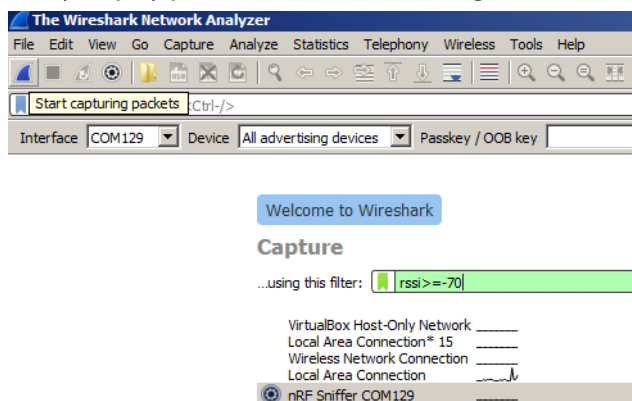 The Wireshark Network Analyzer
File Edit View Go Capture Analyze Statistics Telephony Wireless Tools Help
Start capturing packets Ctrl-/>
Interface COM129 Device All advertising devices Passkey / OOB key
Welcome to Wireshark
Capture
...using this filter: rssi>=-70
VirtualBox Host-Only Network
Local Area Connection* 15
Wireless Network Connection
Local Area Connection
nRF Sniffer COM129